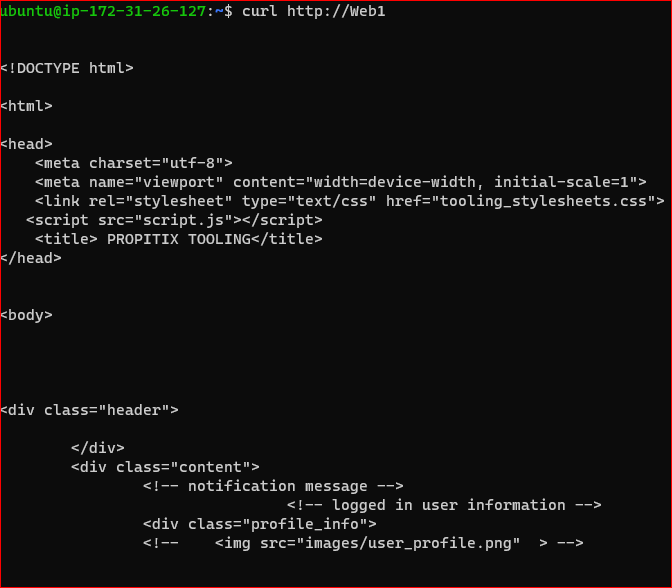 ubuntu@ip-172-31-26-127:~$ curl http://Web1
<!DOCTYPE html>
<html>
<head>
<meta charset="utf-8">
<meta name="viewport" content="width=device-width, initial-scale=1">
<link rel="stylesheet" type="text/css" href="tooling_stylesheets.css">
<script src="script.js"></script>
<title> PROPITIX TOOLING</title>
</head>
<body>
<div class="header">
</div>
<div class="content">
<!-- notification message -->
<!-- logged in user information -->
<div class="profile_info">
<!--    <img src="images/user_profile.png"  > -->